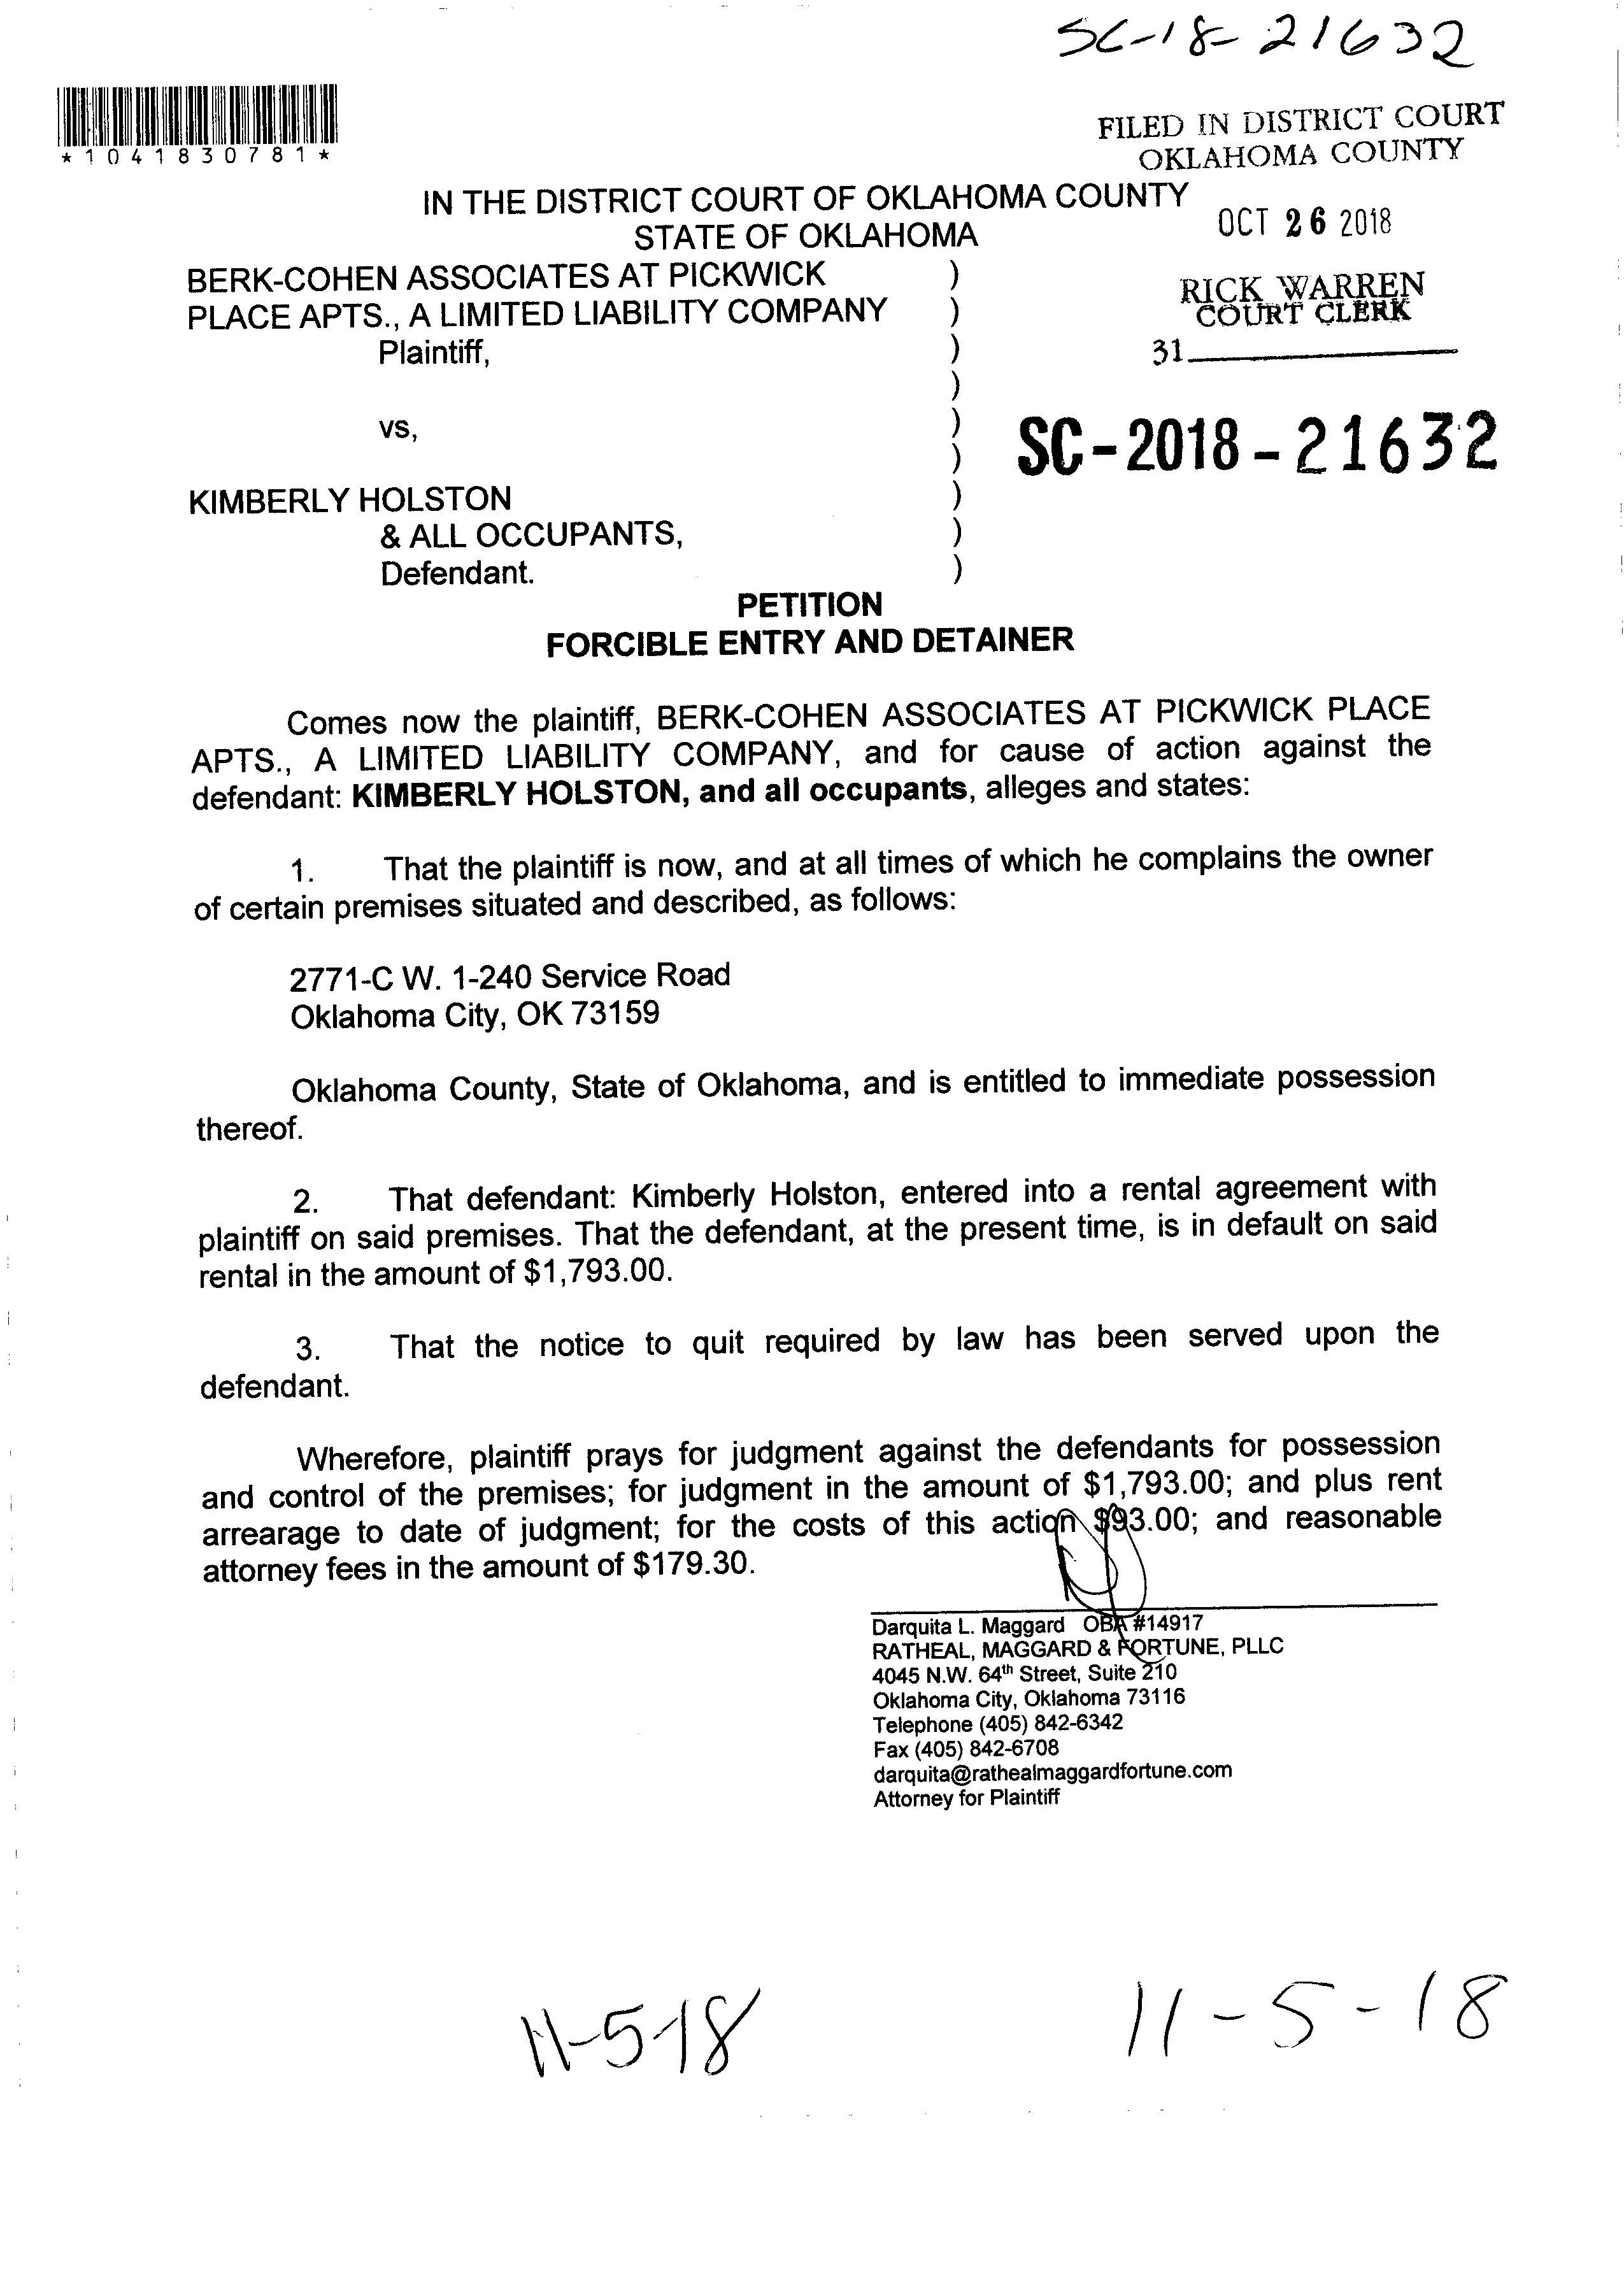 SC-18-21632
*1041830781*
FILED IN DISTRICT COURT
OKLAHOMA COUNTY
IN THE DISTRICT COURT OF OKLAHOMA COUNTY
STATE OF OKLAHOMA
OCT 26 2018
BERK-COHEN ASSOCIATES AT PICKWICK )
PLACE APTS., A LIMITED LIABILITY COMPANY )
Plaintiff, )
)
RICK WARREN
COURT CLERK
31
vs, )
)
SC-2018-21632
KIMBERLY HOLSTON )
& ALL OCCUPANTS, )
Defendant. )
PETITION
FORCIBLE ENTRY AND DETAINER
Comes now the plaintiff, BERK-COHEN ASSOCIATES AT PICKWICK PLACE
APTS., A LIMITED LIABILITY COMPANY, and for cause of action against the
defendant: KIMBERLY HOLSTON, and all occupants, alleges and states:
1. That the plaintiff is now, and at all times of which he complains the owner
of certain premises situated and described, as follows:
2771-C W. 1-240 Service Road
Oklahoma City, OK 73159
Oklahoma County, State of Oklahoma, and is entitled to immediate possession
thereof.
2. That defendant: Kimberly Holston, entered into a rental agreement with
plaintiff on said premises. That the defendant, at the present time, is in default on said
rental in the amount of $1,793.00.
3. That the notice to quit required by law has been served upon the
defendant.
Wherefore, plaintiff prays for judgment against the defendants for possession
and control of the premises; for judgment in the amount of $1,793.00; and plus rent
arrearage to date of judgment; for the costs of this action $93.00; and reasonable
attorney fees in the amount of $179.30.
Darquita L. Maggard OBA #14917
RATHEAL, MAGGARD & FORTUNE, PLLC
4045 N.W. 64th Street, Suite 210
Oklahoma City, Oklahoma 73116
Telephone (405) 842-6342
Fax (405) 842-6708
darquita@rathealmaggardfortune.com
Attorney for Plaintiff
11-5-18
11-5-18